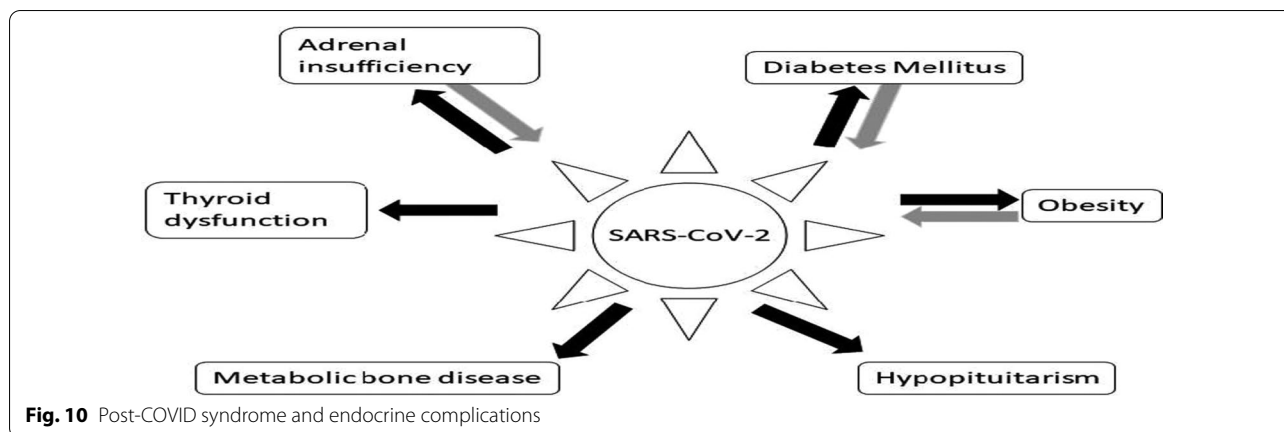 Adrenal
insufficiency
Diabetes Mellitus
Thyroid
dysfunction
Obesity
SARS-CoV-2
Metabolic bone disease
Hypopituitarism
Fig. 10 Post-COVID syndrome and endocrine complications